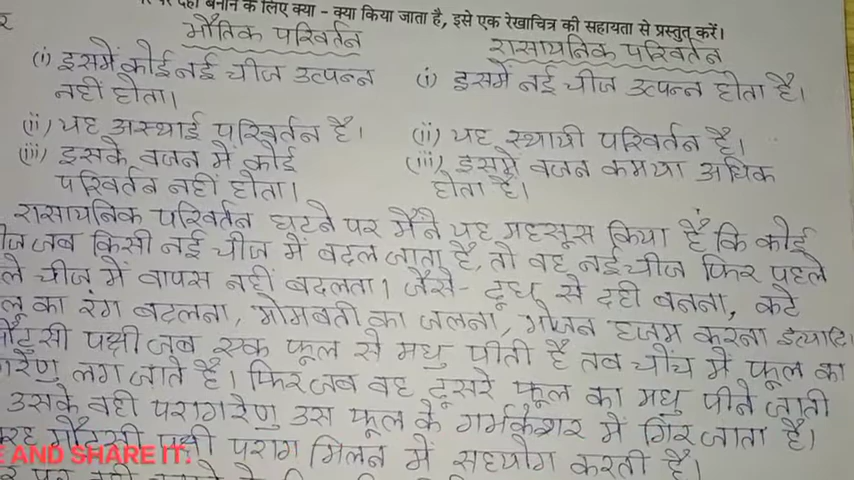 दही बनाने के लिए क्या - क्या किया जाता है, इसे एक रेखाचित्र की सहायता से प्रस्तुत करें।
भौतिक परिवर्तन रासायनिक परिवर्तन
(i) इसमें कोई नई चीज उत्पन्न (i) इसमें नई चीज उत्पन्न होता है।
नहीं होता।
(ii) यह अस्थाई परिवर्तन है। (ii) यह स्थायी परिवर्तन है।
(iii) इसके वजन में कोई (iii) इसमें वजन कम या अधिक
परिवर्तन नहीं होता। होता है।
रासायनिक परिवर्तन घटने पर मैंने यह महसूस किया है कि कोई
जब किसी नई चीज में बदल जाता है, तो वह नई चीज फिर पहले
चीज में वापस नहीं बदलता। जैसे- दूध से दही बनना, कटे
का रंग बदलना, मोमबती का जलना, भोजन हजम करना इत्यादि।
पक्षी जब एक फूल से मधु पीती है तब चोंच में फूल का
लग जाते है। फिर जब वह दूसरे फूल का मधु पीने जाती
उसके वही परागरेणु उस फूल के गर्मकेशर में गिर जाता है।
पक्षी पराग मिलन में सहयोग करती है।
AND SHARE IT.